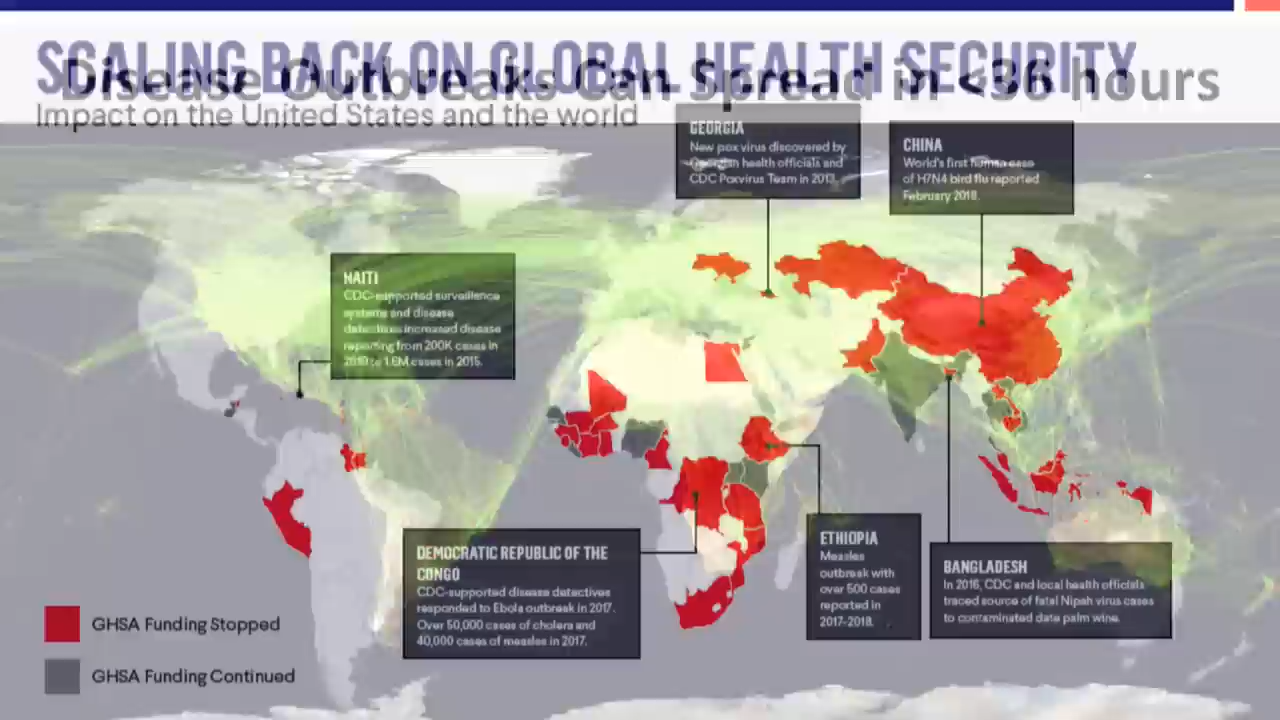 SCALING BACK ON GLOBAL HEALTH SECURITY
Disease Outbreaks Can Spread in <36 hours
Impact on the United States and the world
GEORGIA
New pox virus discovered by
Georgian health officials and
CDC Poxvirus Team in 2013.
CHINA
World's first human case
of H7N4 bird flu reported
February 2018.
HAITI
CDC-supported surveillance
systems and disease
detectives increased disease
reporting from 200K cases in
2010 to 1.6M cases in 2015.
DEMOCRATIC REPUBLIC OF THE
CONGO
CDC-supported disease detectives
responded to Ebola outbreak in 2017.
Over 50,000 cases of cholera and
40,000 cases of measles in 2017.
ETHIOPIA
Measles
outbreak with
over 500 cases
reported in
2017-2018.
BANGLADESH
In 2016, CDC and local health officials
traced source of fatal Nipah virus cases
to contaminated date palm wine.
GHSA Funding Stopped
GHSA Funding Continued